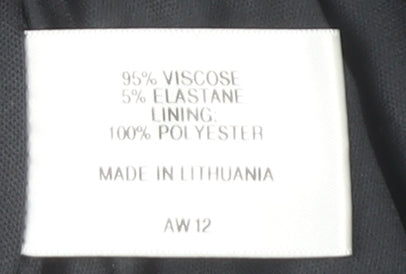 95% VISCOSE
5% ELASTANE
LINING:
100% POLYESTER
MADE IN LITHUANIA
AW 12